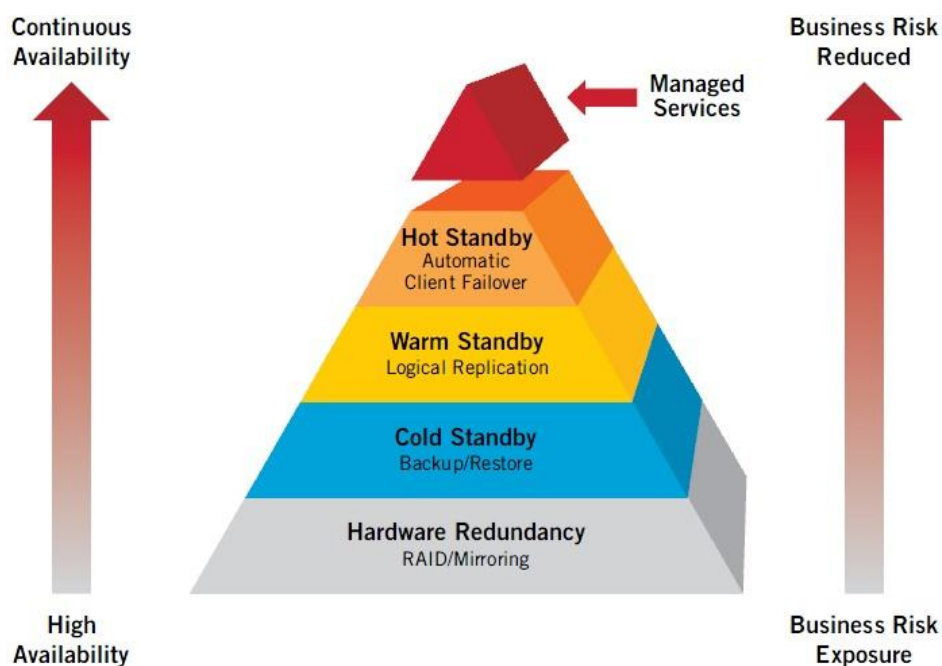 Continuous
Availability
Business Risk
Reduced
Managed
Services
Hot Standby
Automatic
Client Failover
Warm Standby
Logical Replication
Cold Standby
Backup/Restore
Hardware Redundancy
RAID/Mirroring
High
Availability
Business Risk
Exposure